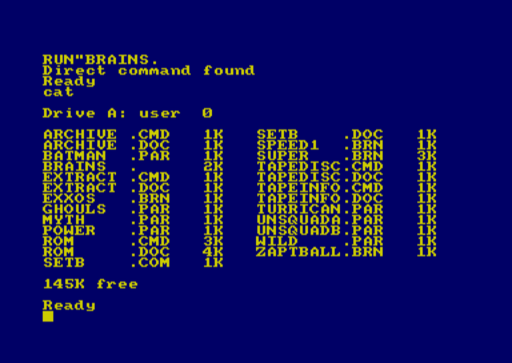 RUN"BRAINS.
Direct command found
Ready
cat
Drive A: user  0
ARCHIVE .CMD   1K    SETB    .DOC   1K
ARCHIVE .DOC   1K    SPEED1  .BRN   1K
BATMAN  .PAR   1K    SUPER   .BRN   3K
BRAINS  .      2K    TAPEDISC.CMD   1K
EXTRACT .CMD   1K    TAPEDISC.DOC   1K
EXTRACT .DOC   1K    TAPEINFO.CMD   1K
EXXOS   .BRN   1K    TAPEINFO.DOC   1K
GHOULS  .PAR   1K    TURRICAN.PAR   1K
MYTH    .PAR   1K    UNSQUADA.PAR   1K
POWER   .PAR   1K    UNSQUADB.PAR   1K
ROM     .CMD   3K    WILD    .PAR   1K
ROM     .DOC   4K    ZAPTBALL.BRN   1K
SETB    .COM   1K
145K free
Ready